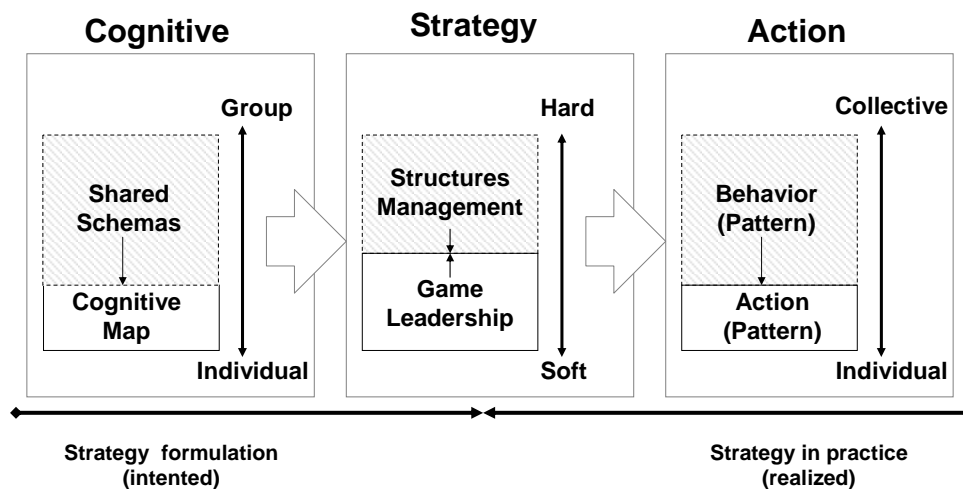 Cognitive
Strategy
Action
Group
Shared
Schemas
Cognitive
Map
Individual
Hard
Structures
Management
Game
Leadership
Soft
Collective
Behavior
(Pattern)
Action
(Pattern)
Individual
Strategy formulation
(intented)
Strategy in practice
(realized)